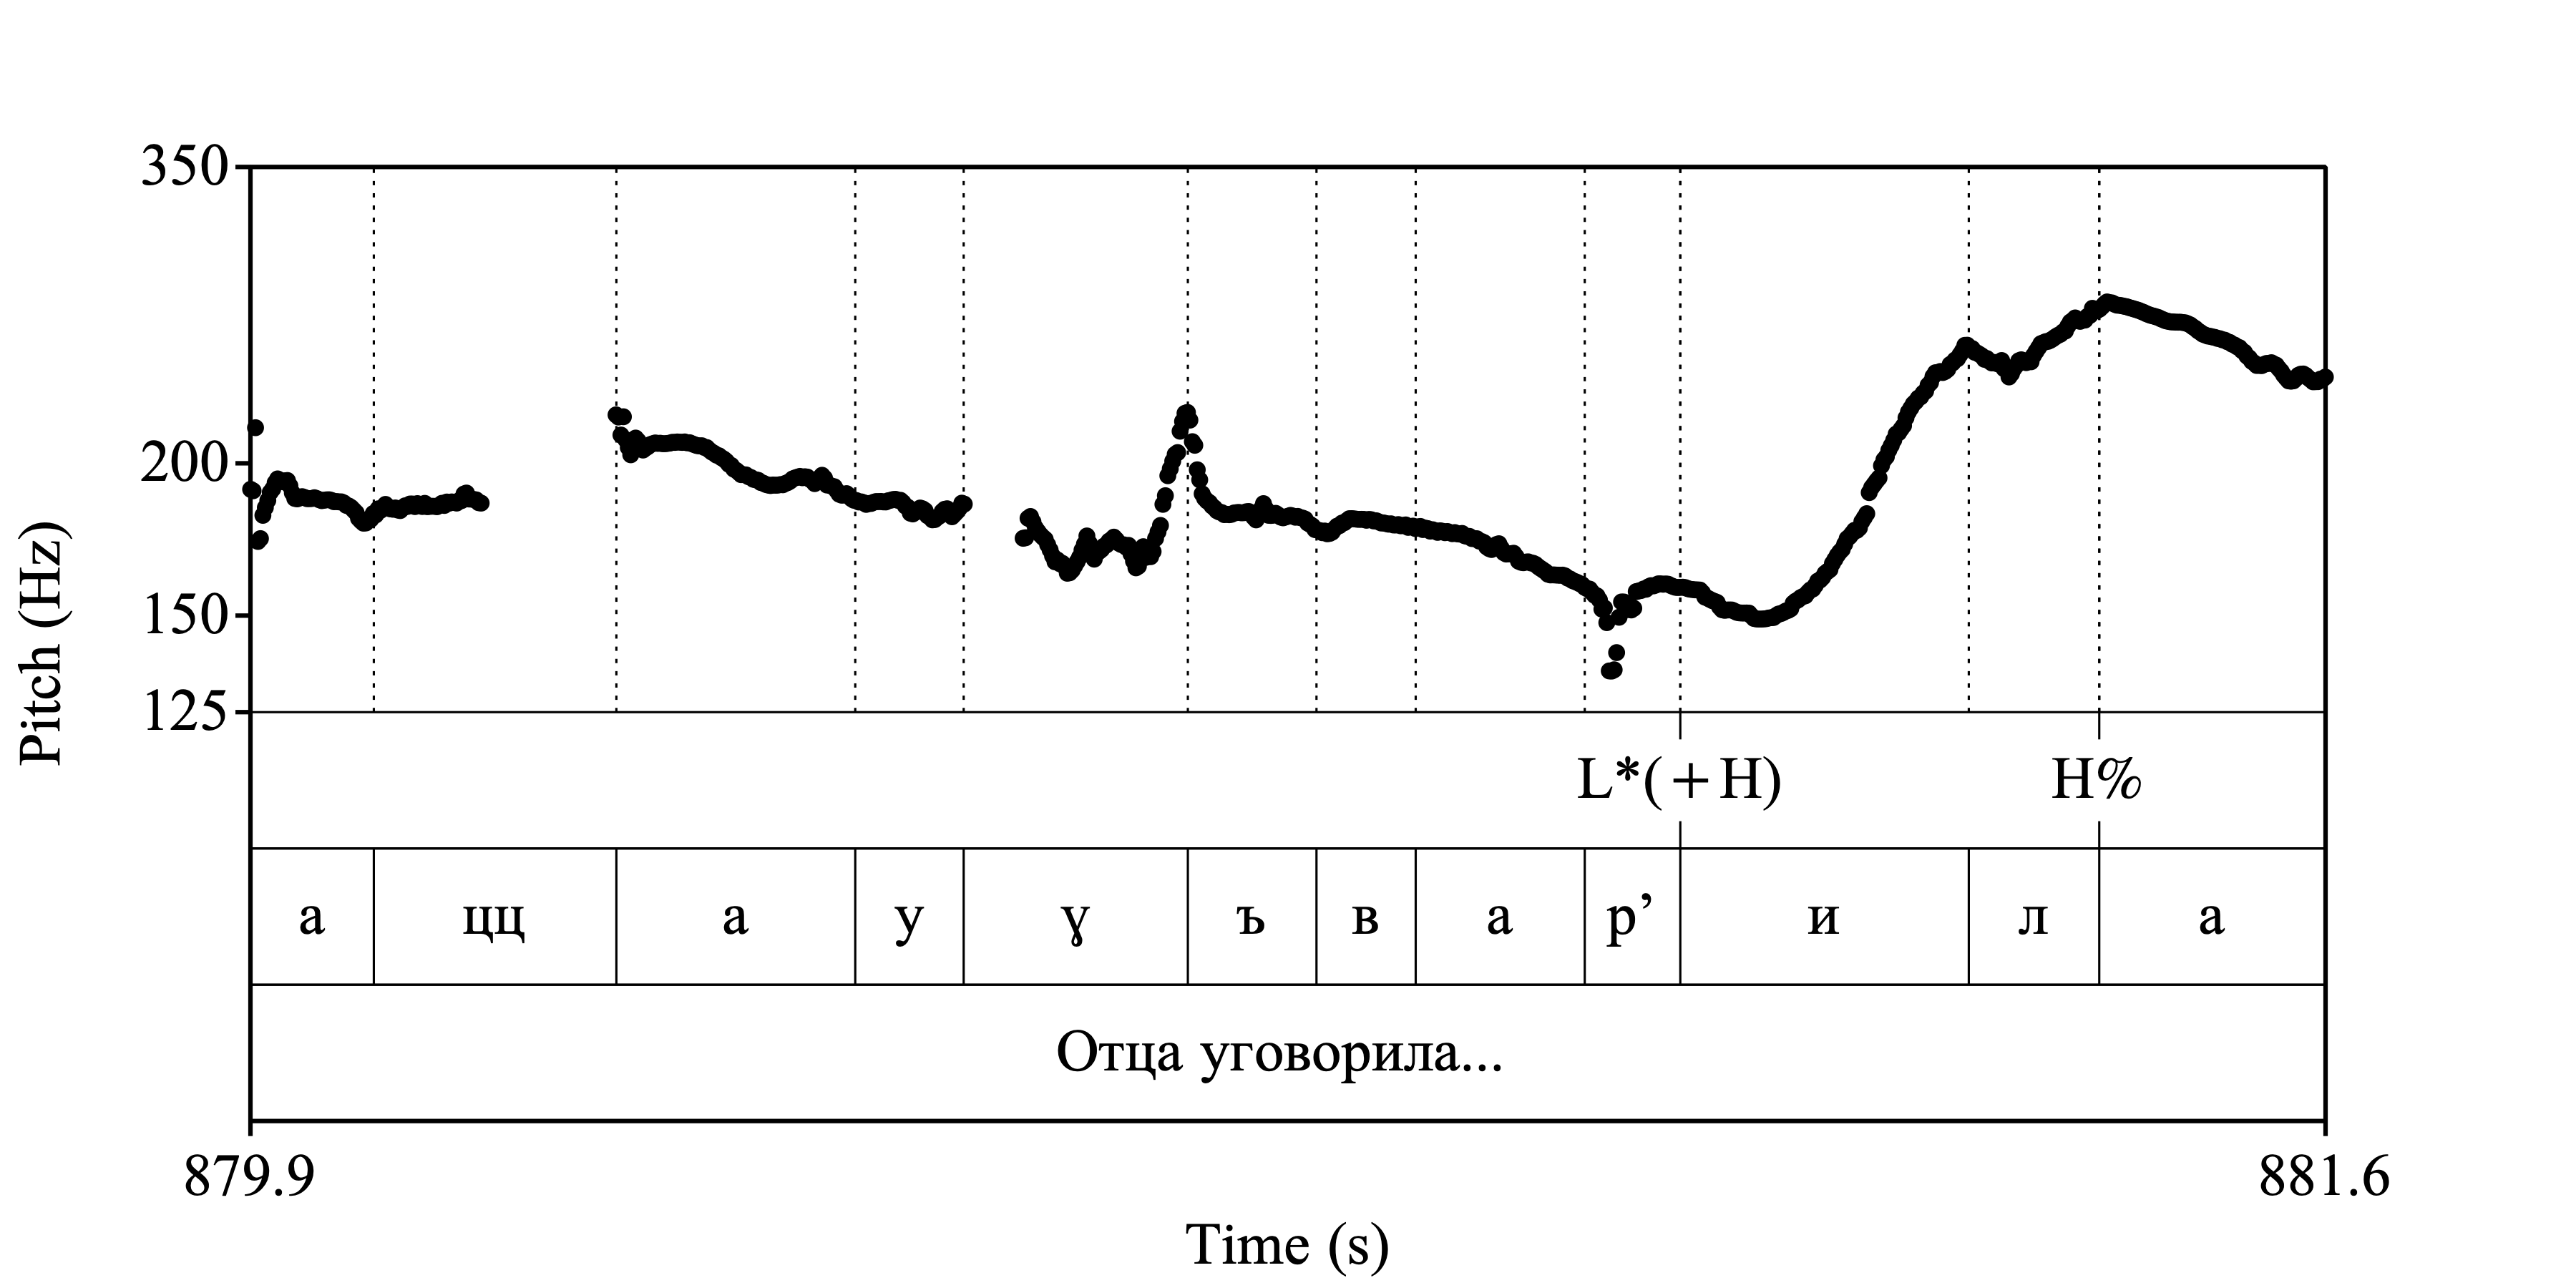 350
200
150
125
Pitch (Hz)
L*(+H) H%
а цц а у ɣ ъ в а р’ и л а
Отца уговорила...
879.9 881.6
Time (s)